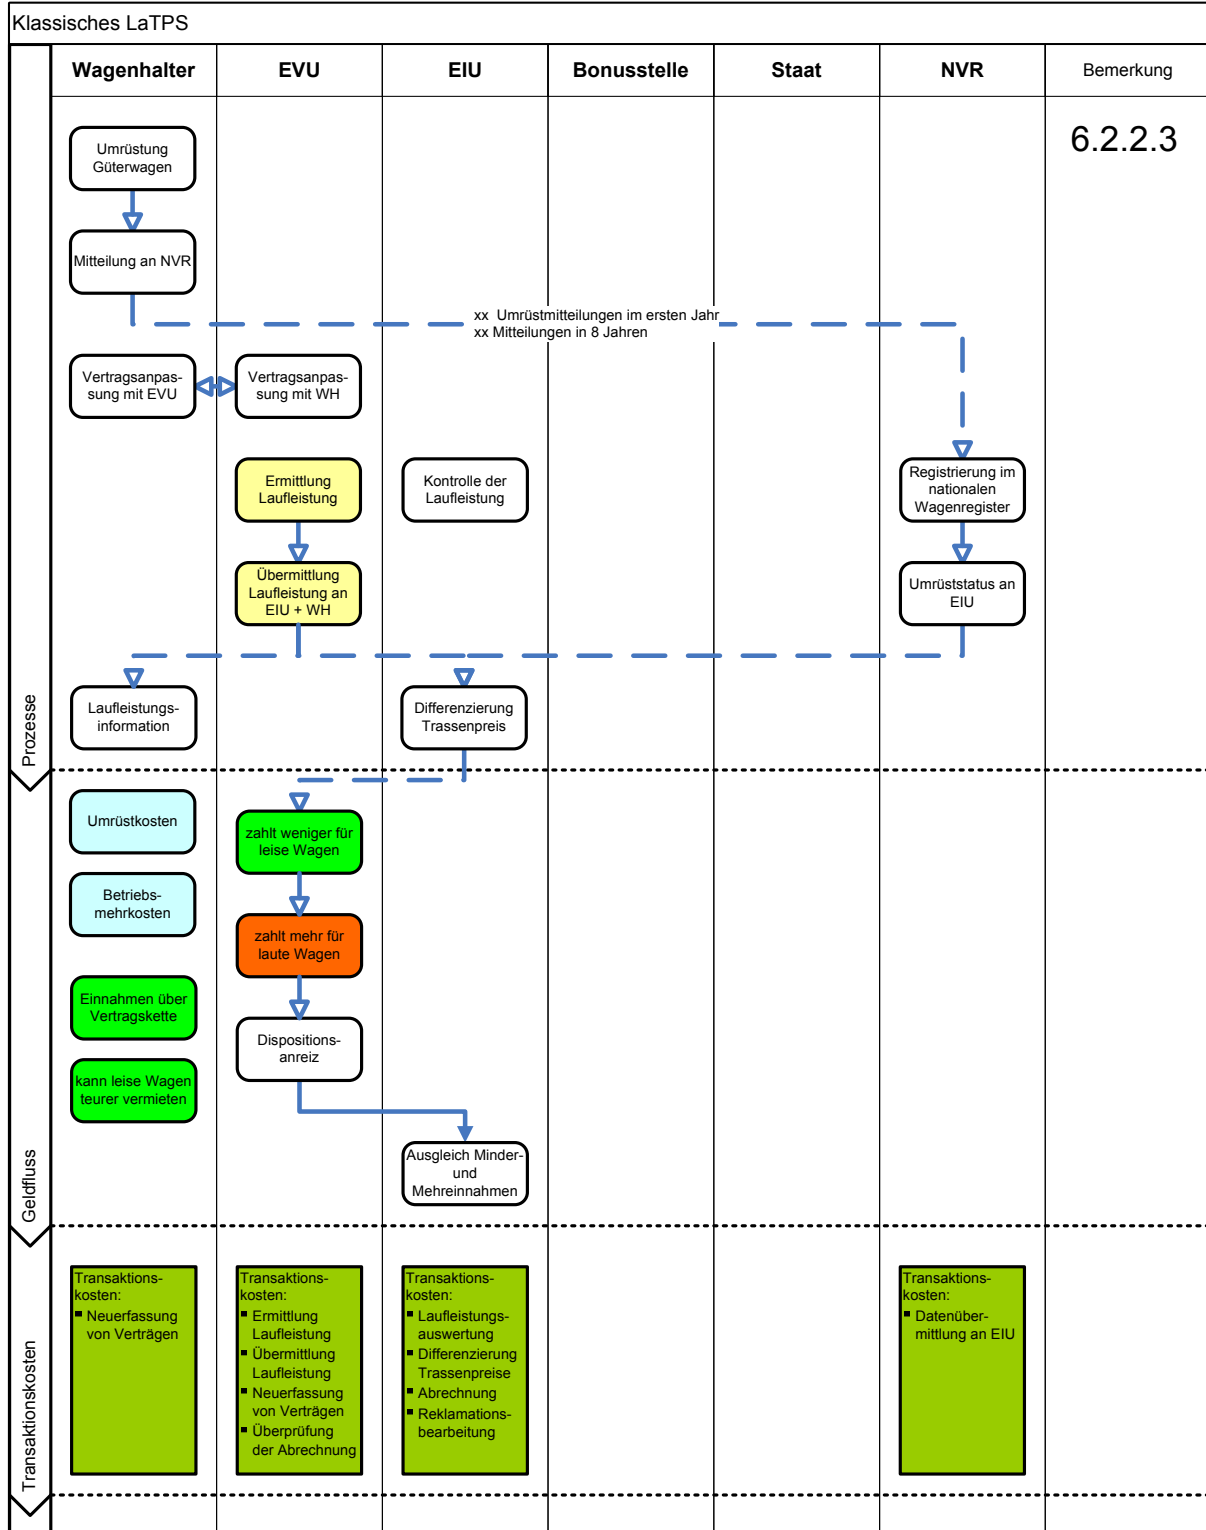 Klassisches LaTPS
Wagenhalter
EVU
EIU
Bonusstelle
Staat
NVR
Bemerkung
6.2.2.3
Prozesse
Umrüstung
Güterwagen
Mitteilung an NVR
xx  Umrüstmitteilungen im ersten Jahr
xx Mitteilungen in 8 Jahren
Vertragsanpas-
sung mit EVU
Vertragsanpas-
sung mit WH
Ermittlung
Laufleistung
Kontrolle der
Laufleistung
Registrierung im
nationalen
Wagenregister
Übermittlung
Laufleistung an
EIU + WH
Umrüststatus an
EIU
Laufleistungs-
information
Differenzierung
Trassenpreis
Geldfluss
Umrüstkosten
zahlt weniger für
leise Wagen
Betriebs-
mehrkosten
zahlt mehr für
laute Wagen
Einnahmen über
Vertragskette
Dispositions-
anreiz
kann leise Wagen
teurer vermieten
Ausgleich Minder-
und
Mehreinnahmen
Transaktionskosten
Transaktions-
kosten:
▪ Neuerfassung
von Verträgen
Transaktions-
kosten:
▪ Ermittlung
Laufleistung
▪ Übermittlung
Laufleistung
▪ Neuerfassung
von Verträgen
▪ Überprüfung
der Abrechnung
Transaktions-
kosten:
▪ Laufleistungs-
auswertung
▪ Differenzierung
Trassenpreise
▪ Abrechnung
▪ Reklamations-
bearbeitung
Transaktions-
kosten:
▪ Datenüber-
mittlung an EIU